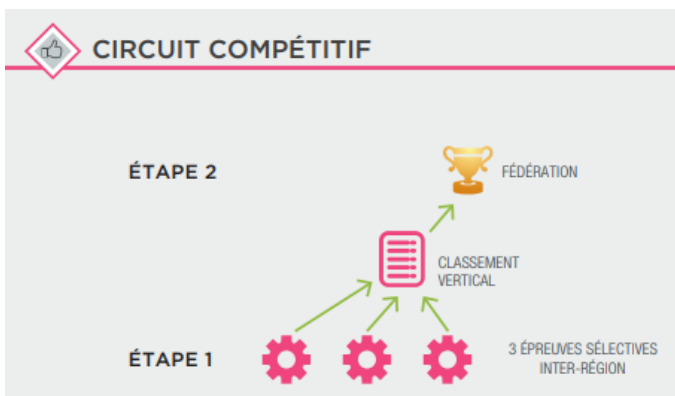 CIRCUIT COMPÉTITIF
ÉTAPE 2
FÉDÉRATION
CLASSEMENT
VERTICAL
ÉTAPE 1
3 ÉPREUVES SÉLECTIVES
INTER-RÉGION